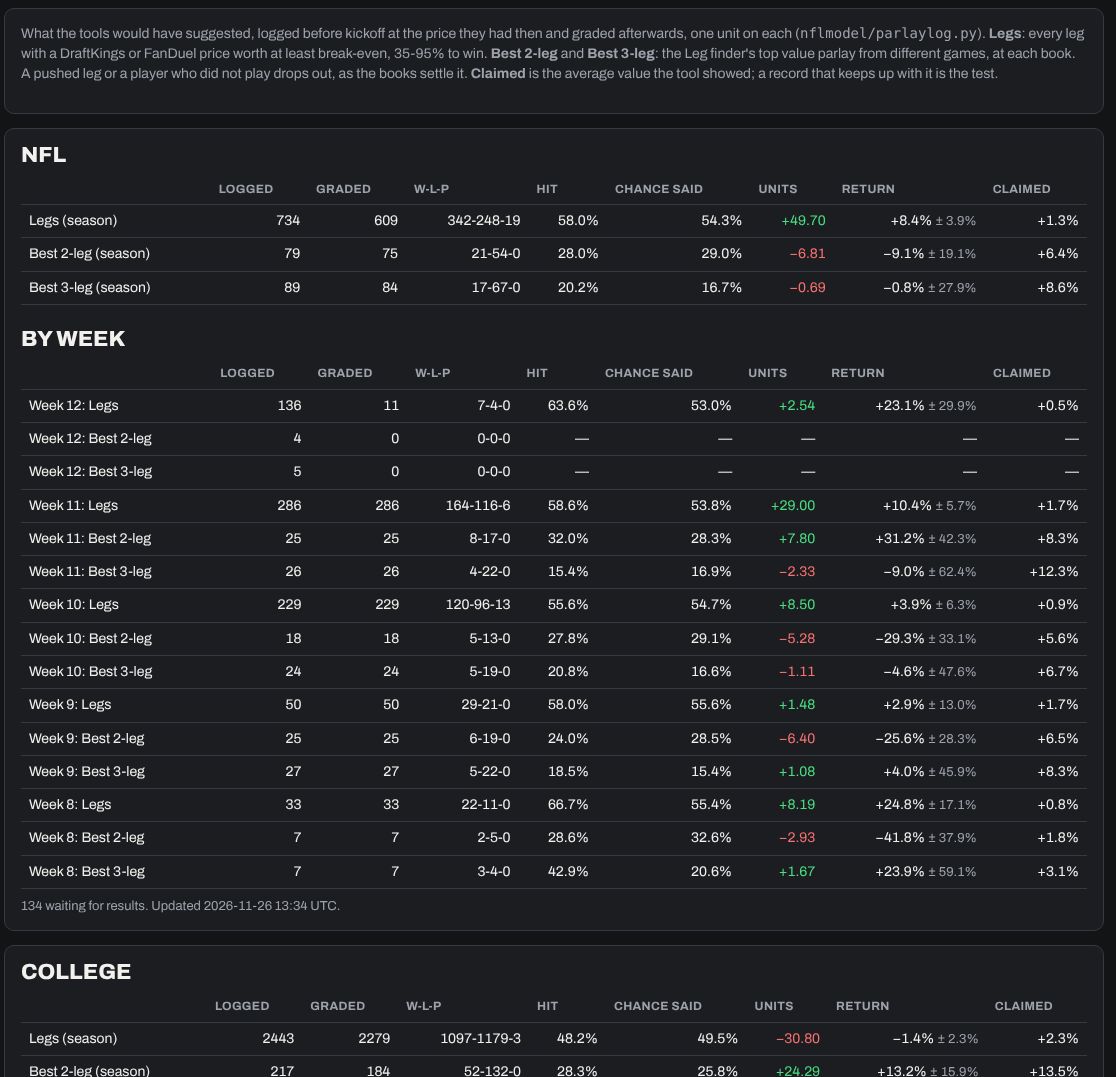 What the tools would have suggested, logged before kickoff at the price they had then and graded afterwards, one unit on each (nflmodel/parlaylog.py). Legs: every leg
with a DraftKings or FanDuel price worth at least break-even, 35-95% to win. Best 2-leg and Best 3-leg: the Leg finder's top value parlay from different games, at each book.
A pushed leg or a player who did not play drops out, as the books settle it. Claimed is the average value the tool showed; a record that keeps up with it is the test.
NFL
LOGGED GRADED W-L-P HIT CHANCE SAID UNITS RETURN CLAIMED
Legs (season) 734 609 342-248-19 58.0% 54.3% +49.70 +8.4% ± 3.9% +1.3%
Best 2-leg (season) 79 75 21-54-0 28.0% 29.0% −6.81 −9.1% ± 19.1% +6.4%
Best 3-leg (season) 89 84 17-67-0 20.2% 16.7% −0.69 −0.8% ± 27.9% +8.6%
BY WEEK
LOGGED GRADED W-L-P HIT CHANCE SAID UNITS RETURN CLAIMED
Week 12: Legs 136 11 7-4-0 63.6% 53.0% +2.54 +23.1% ± 29.9% +0.5%
Week 12: Best 2-leg 4 0 0-0-0 — — — — —
Week 12: Best 3-leg 5 0 0-0-0 — — — — —
Week 11: Legs 286 286 164-116-6 58.6% 53.8% +29.00 +10.4% ± 5.7% +1.7%
Week 11: Best 2-leg 25 25 8-17-0 32.0% 28.3% +7.80 +31.2% ± 42.3% +8.3%
Week 11: Best 3-leg 26 26 4-22-0 15.4% 16.9% −2.33 −9.0% ± 62.4% +12.3%
Week 10: Legs 229 229 120-96-13 55.6% 54.7% +8.50 +3.9% ± 6.3% +0.9%
Week 10: Best 2-leg 18 18 5-13-0 27.8% 29.1% −5.28 −29.3% ± 33.1% +5.6%
Week 10: Best 3-leg 24 24 5-19-0 20.8% 16.6% −1.11 −4.6% ± 47.6% +6.7%
Week 9: Legs 50 50 29-21-0 58.0% 55.6% +1.48 +2.9% ± 13.0% +1.7%
Week 9: Best 2-leg 25 25 6-19-0 24.0% 28.5% −6.40 −25.6% ± 28.3% +6.5%
Week 9: Best 3-leg 27 27 5-22-0 18.5% 15.4% +1.08 +4.0% ± 45.9% +8.3%
Week 8: Legs 33 33 22-11-0 66.7% 55.4% +8.19 +24.8% ± 17.1% +0.8%
Week 8: Best 2-leg 7 7 2-5-0 28.6% 32.6% −2.93 −41.8% ± 37.9% +1.8%
Week 8: Best 3-leg 7 7 3-4-0 42.9% 20.6% +1.67 +23.9% ± 59.1% +3.1%
134 waiting for results. Updated 2026-11-26 13:34 UTC.
COLLEGE
LOGGED GRADED W-L-P HIT CHANCE SAID UNITS RETURN CLAIMED
Legs (season) 2443 2279 1097-1179-3 48.2% 49.5% −30.80 −1.4% ± 2.3% +2.3%
Best 2-leg (season) 217 184 52-132-0 28.3% 25.8% +24.29 +13.2% ± 15.9% +13.5%